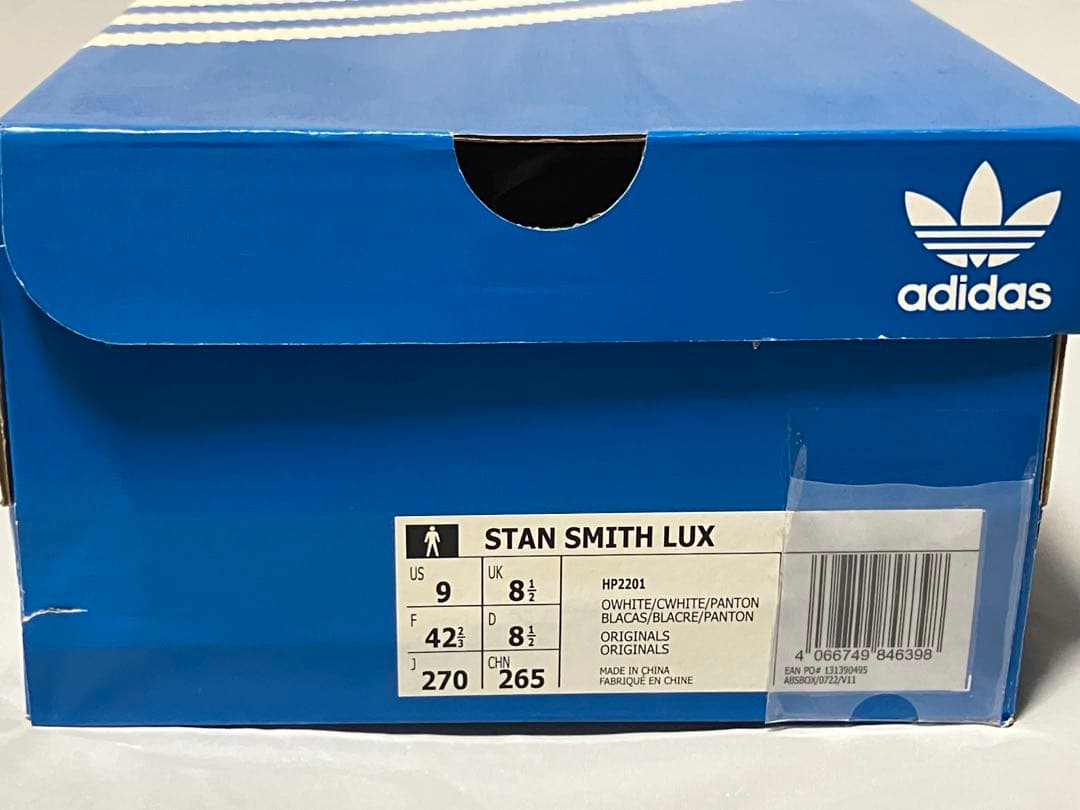 adidas
STAN SMITH LUX
US 9 UK 8½
F 42⅔ D 8½
J 270 CHN 265
HP2201
OWHITE/CWHITE/PANTON
BLACAS/BLACRE/PANTON
ORIGINALS
ORIGINALS
MADE IN CHINA
FABRIQUÉ EN CHINE
4 066749 846398
EAN PO# 131390495
ABSBOX/0722/V11